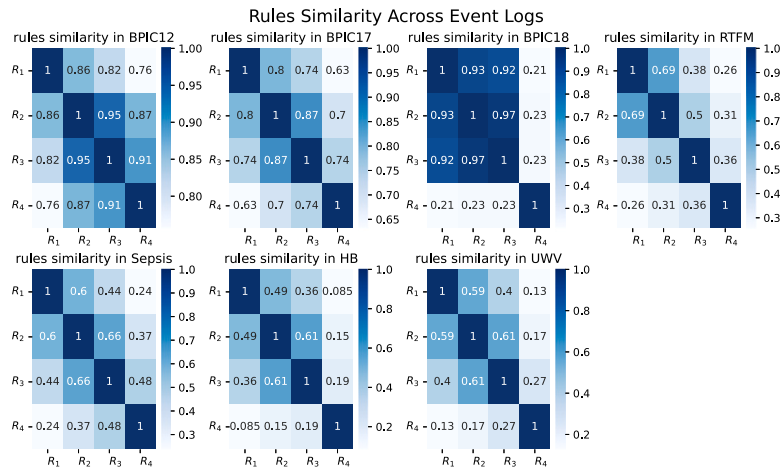 Rules Similarity Across Event Logs
rules similarity in BPIC12
R1 1 0.86 0.82 0.76
R2 0.86 1 0.95 0.87
R3 0.82 0.95 1 0.91
R4 0.76 0.87 0.91 1
R1 R2 R3 R4
1.00
0.95
0.90
0.85
0.80
rules similarity in BPIC17
R1 1 0.8 0.74 0.63
R2 0.8 1 0.87 0.7
R3 0.74 0.87 1 0.74
R4 0.63 0.7 0.74 1
R1 R2 R3 R4
1.00
0.95
0.90
0.85
0.80
0.75
0.70
0.65
rules similarity in BPIC18
R1 1 0.93 0.92 0.21
R2 0.93 1 0.97 0.23
R3 0.92 0.97 1 0.23
R4 0.21 0.23 0.23 1
R1 R2 R3 R4
1.0
0.9
0.8
0.7
0.6
0.5
0.4
0.3
rules similarity in RTFM
R1 1 0.69 0.38 0.26
R2 0.69 1 0.5 0.31
R3 0.38 0.5 1 0.36
R4 0.26 0.31 0.36 1
R1 R2 R3 R4
1.0
0.9
0.8
0.7
0.6
0.5
0.4
0.3
rules similarity in Sepsis
R1 1 0.6 0.44 0.24
R2 0.6 1 0.66 0.37
R3 0.44 0.66 1 0.48
R4 0.24 0.37 0.48 1
R1 R2 R3 R4
1.0
0.9
0.8
0.7
0.6
0.5
0.4
0.3
rules similarity in HB
R1 1 0.49 0.36 0.085
R2 0.49 1 0.61 0.15
R3 0.36 0.61 1 0.19
R4 0.085 0.15 0.19 1
R1 R2 R3 R4
1.0
0.8
0.6
0.4
0.2
rules similarity in UWV
R1 1 0.59 0.4 0.13
R2 0.59 1 0.61 0.17
R3 0.4 0.61 1 0.27
R4 0.13 0.17 0.27 1
R1 R2 R3 R4
1.0
0.9
0.8
0.7
0.6
0.5
0.4
0.3
0.2